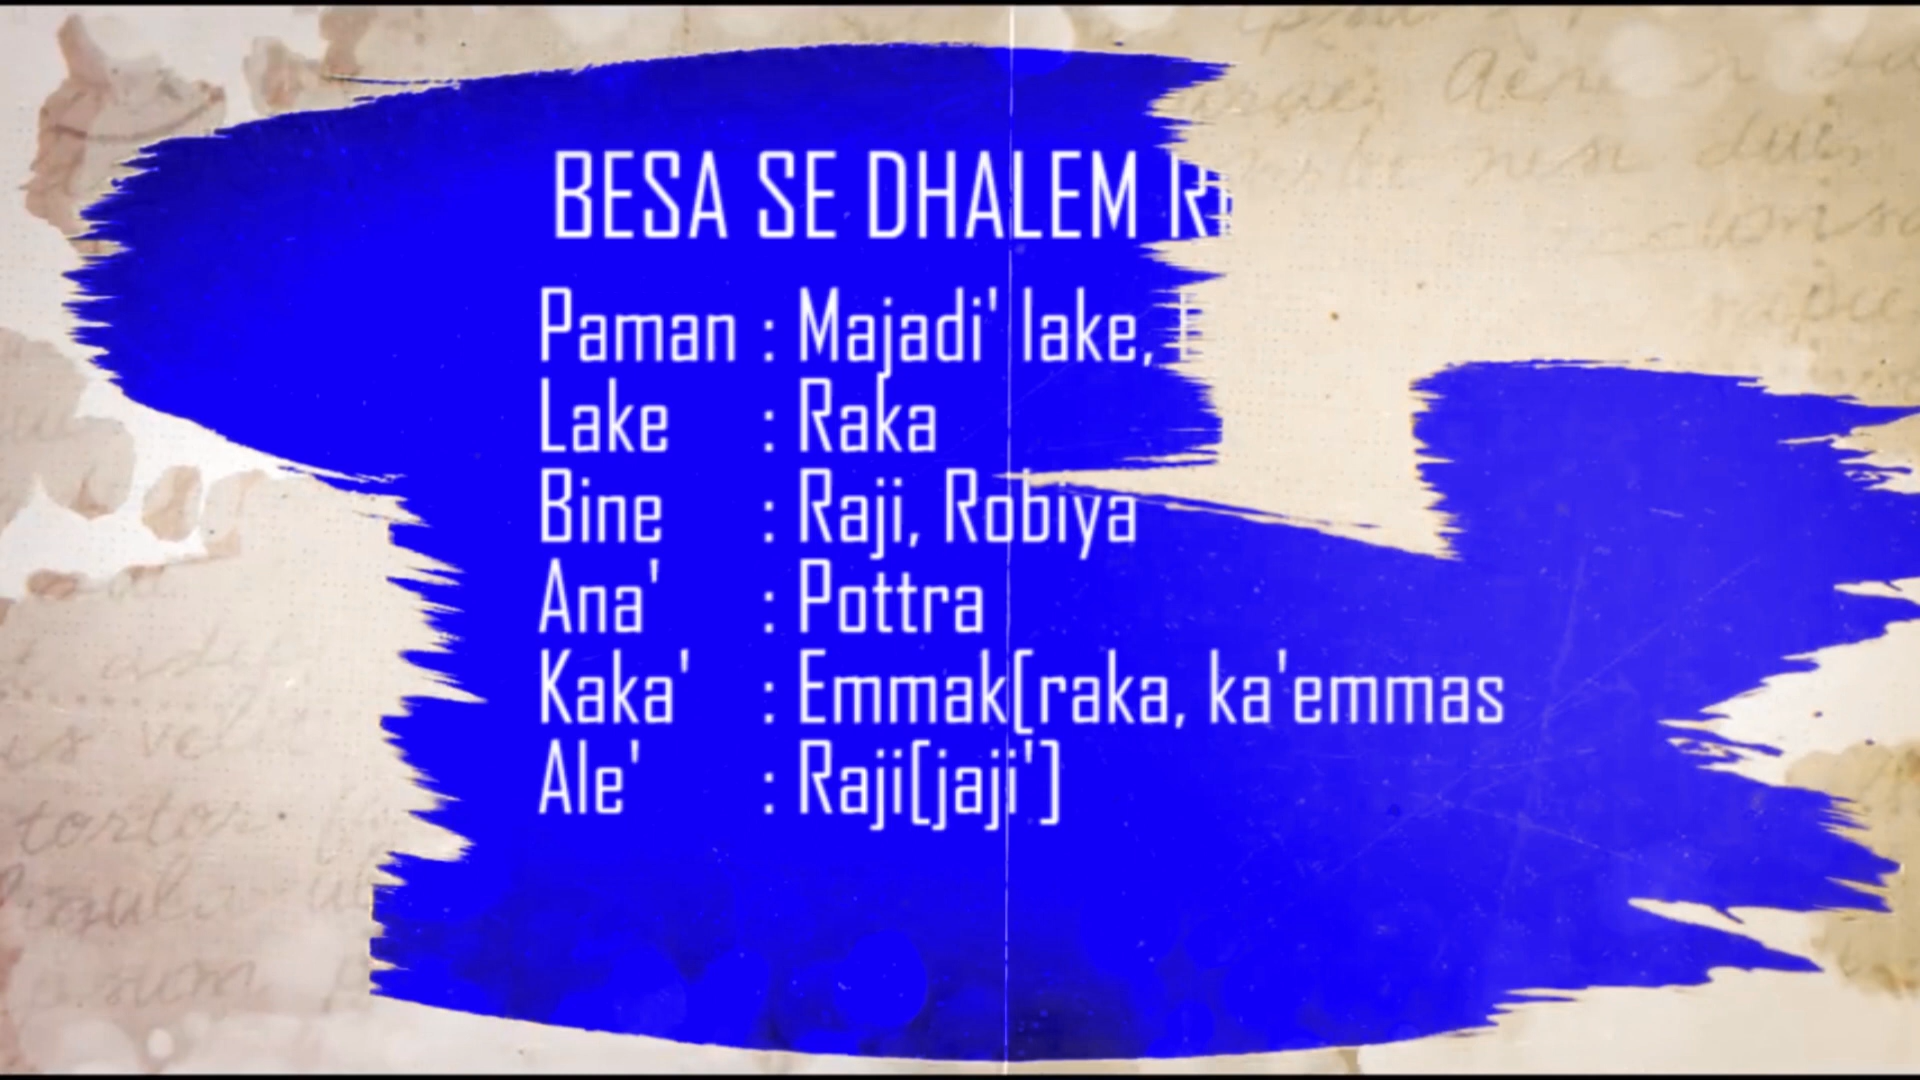 BESA SE DHALEM
Paman : Majadi' lake,
Lake : Raka
Bine : Raji, Robiya
Ana' : Pottra
Kaka' : Emmak[raka, ka'emmas
Ale' : Raji[jaji']